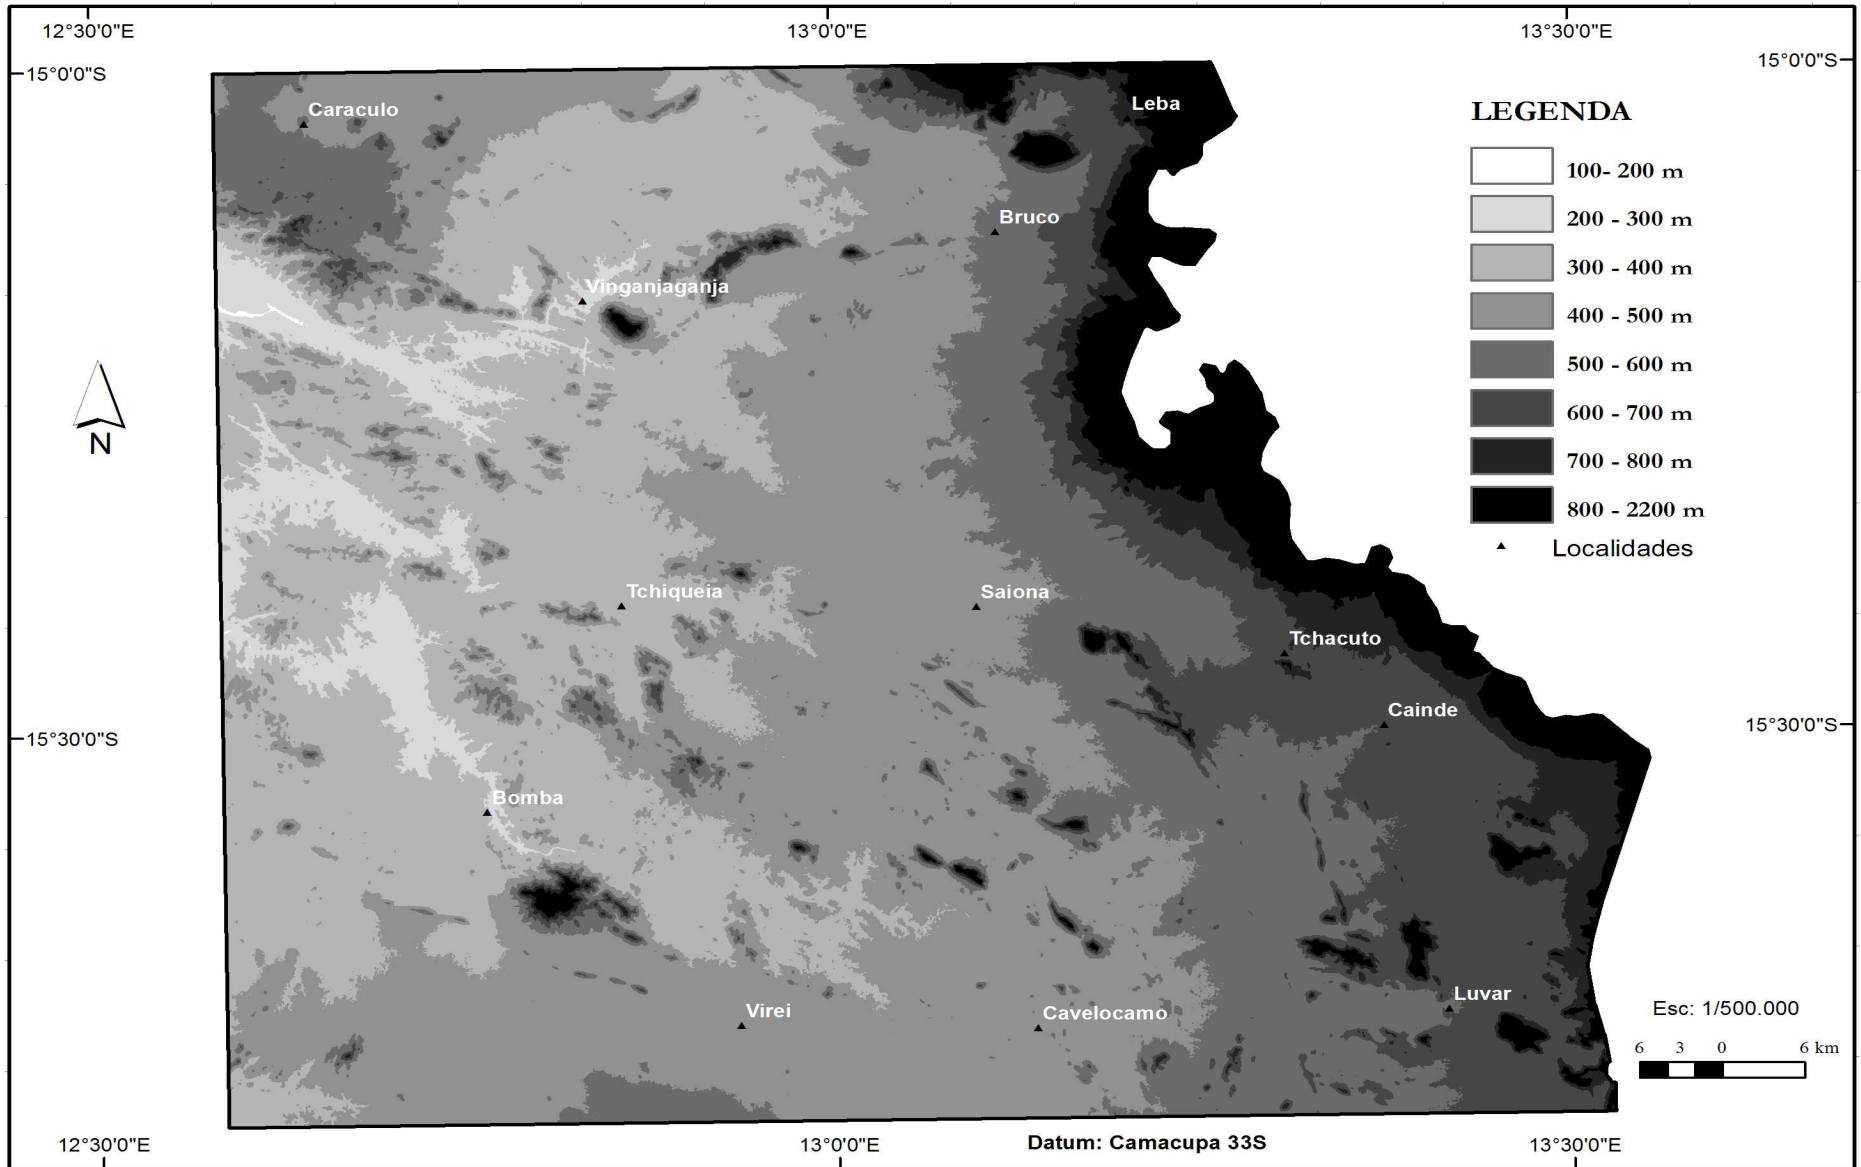 12°30'0"E
13°0'0"E
13°30'0"E
15°0'0"S
15°0'0"S
Caraculo
Leba
LEGENDA
100- 200 m
200 - 300 m
300 - 400 m
400 - 500 m
500 - 600 m
600 - 700 m
700 - 800 m
800 - 2200 m
Localidades
Bruco
Vinganjaganja
N
Tchiqueia
Saiona
Tchacuto
Cainde
15°30'0"S
15°30'0"S
Bomba
Virei
Cavelocamo
Luvar
Esc: 1/500.000
6 3 0 6 km
12°30'0"E
13°0'0"E
Datum: Camacupa 33S
13°30'0"E